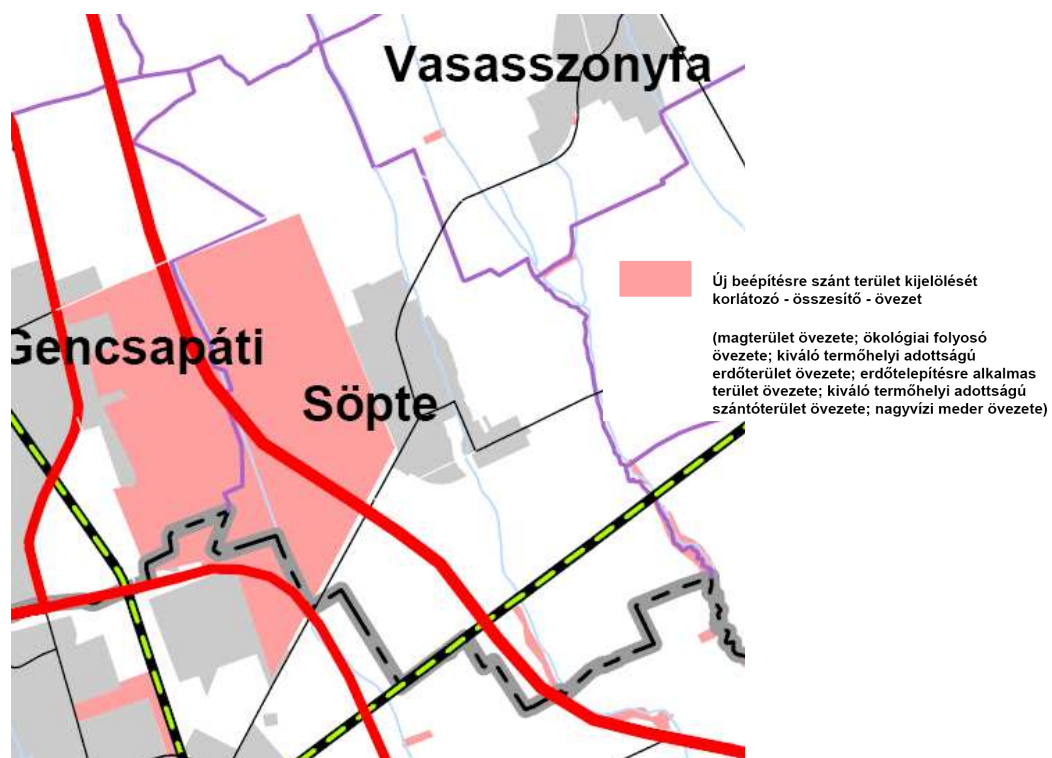 Vasasszonyfa
Gencsapáti
Söpte
Új beépítésre szánt terület kijelölését
korlátozó - összesítő - övezet
(magterület övezete; ökológiai folyosó
övezete; kiváló termőhelyi adottságú
erdőterület övezete; erdőtelepítésre alkalmas
terület övezete; kiváló termőhelyi adottságú
szántóterület övezete; nagyvízi meder övezete)